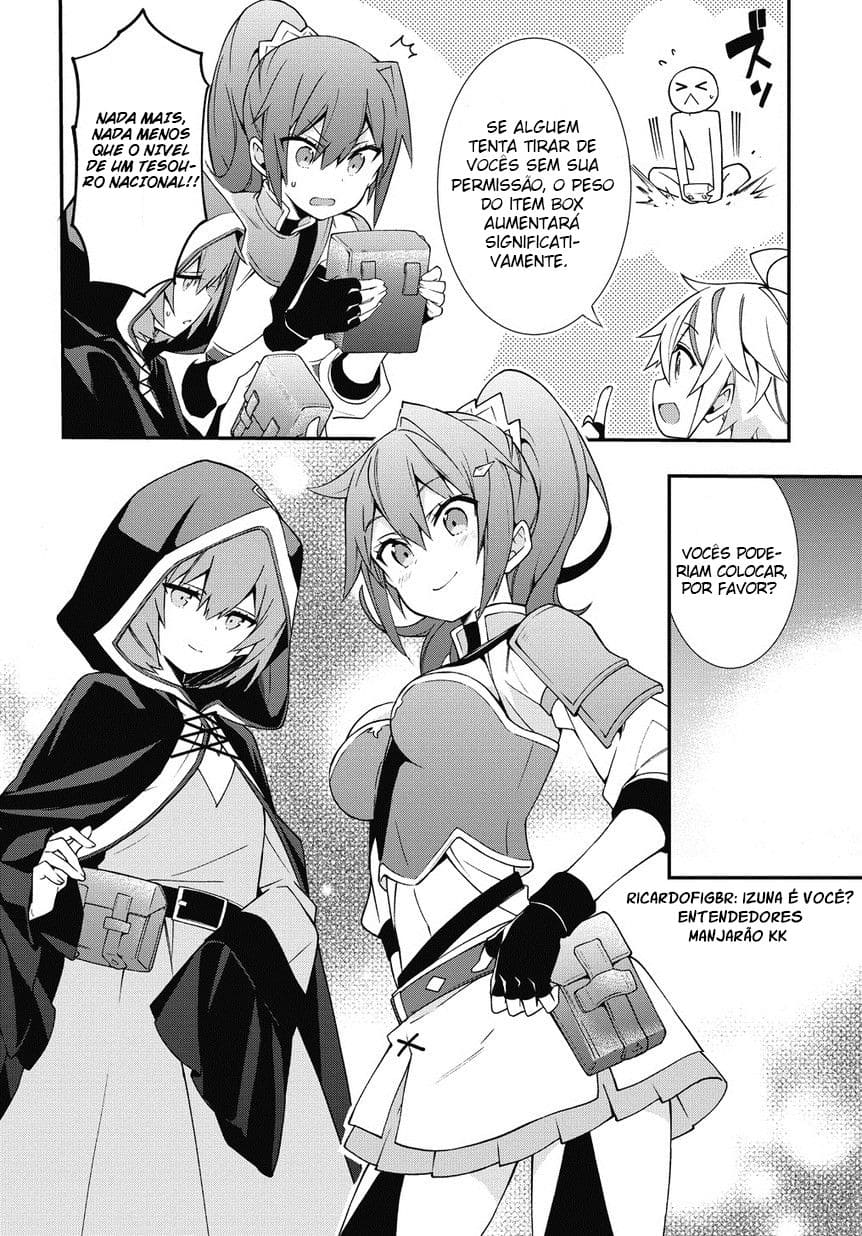 ズッ
SE ALGUEM
TENTA TIRAR DE
VOCÊS SEM SUA
PERMISSÃO, O PESO
DO ITEM BOX
AUMENTARÁ
SIGNIFICATI-
VAMENTE.
NADA MAIS,
NADA MENOS
QUE O NIVEL
DE UM TESOU-
RO NACIONAL!!
VOCÊS PODE-
RIAM COLOCAR,
POR FAVOR?
RICARDOFIGBR: IZUNA É VOCÊ?
ENTENDEDORES
MANJARÃO KK